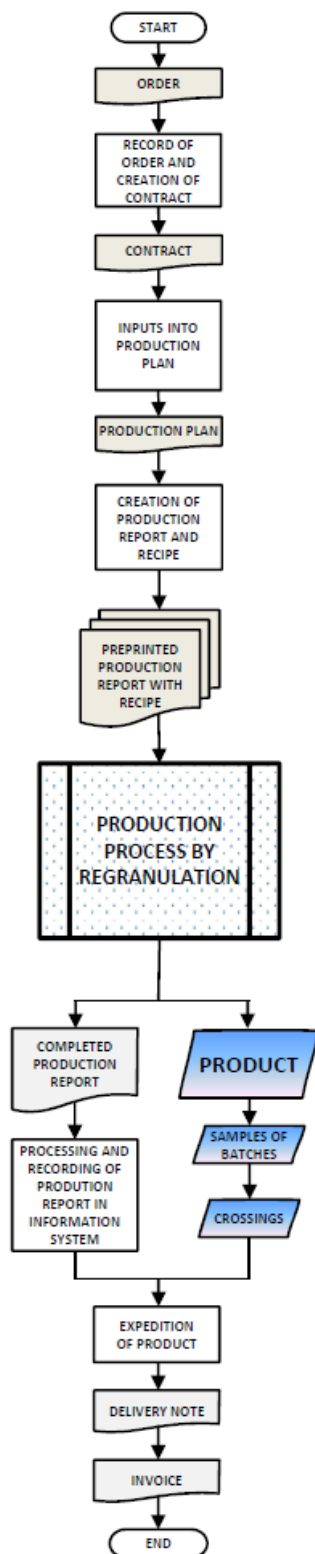 START
ORDER
RECORD OF
ORDER AND
CREATION OF
CONTRACT
CONTRACT
INPUTS INTO
PRODUCTION
PLAN
PRODUCTION PLAN
CREATION OF
PRODUCTION
REPORT AND
RECIPE
PREPRINTED
PRODUCTION
REPORT WITH
RECIPE
PRODUCTION
PROCESS BY
REGRANULATION
COMPLETED
PRODUCTION
REPORT
PROCESSING AND
RECORDING OF
PRODUTION
REPORT IN
INFORMATION
SYSTEM
PRODUCT
SAMPLES OF
BATCHES
CROSSINGS
EXPEDITION
OF PRODUCT
DELIVERY NOTE
INVOICE
END